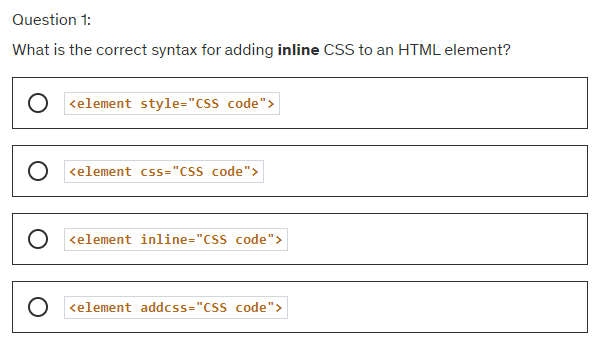 Question 1:
What is the correct syntax for adding inline CSS to an HTML element?
<element style="CSS code">
<element css="CSS code">
<element inline="CSS code">
<element addcss="CSS code">